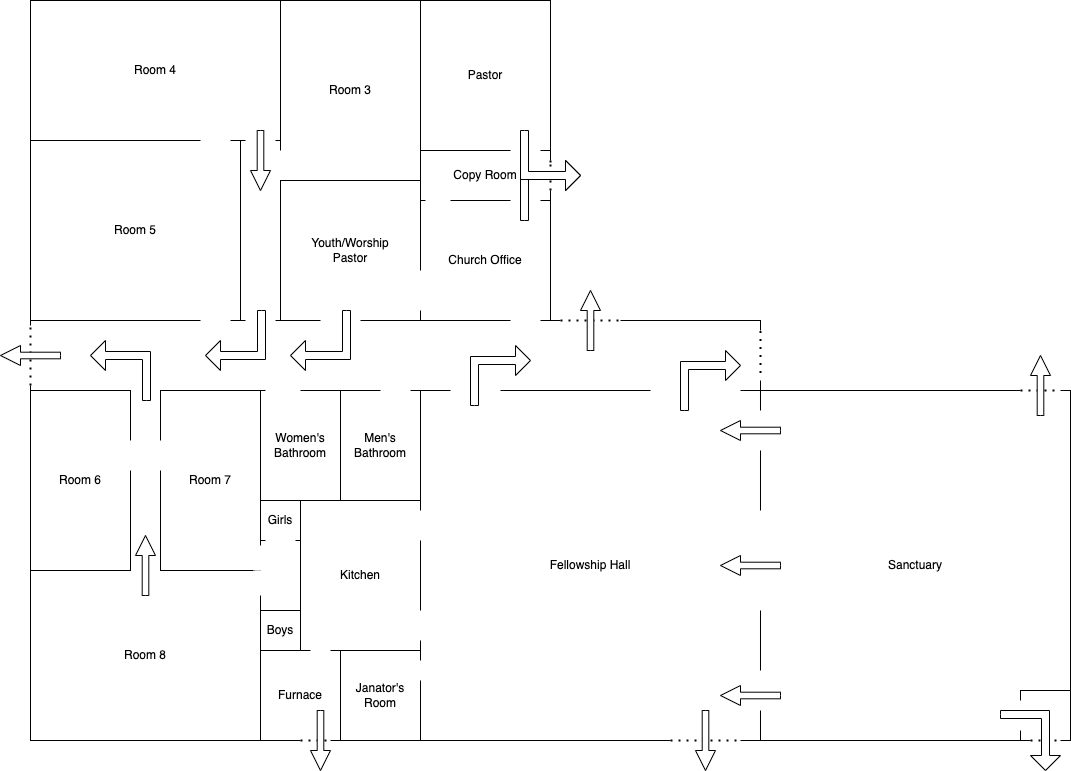 Room 4
Room 3
Pastor
Copy Room
Room 5
Youth/Worship
Pastor
Church Office
Room 6
Room 7
Women's
Bathroom
Men's
Bathroom
Girls
Kitchen
Fellowship Hall
Sanctuary
Boys
Room 8
Furnace
Janator's
Room